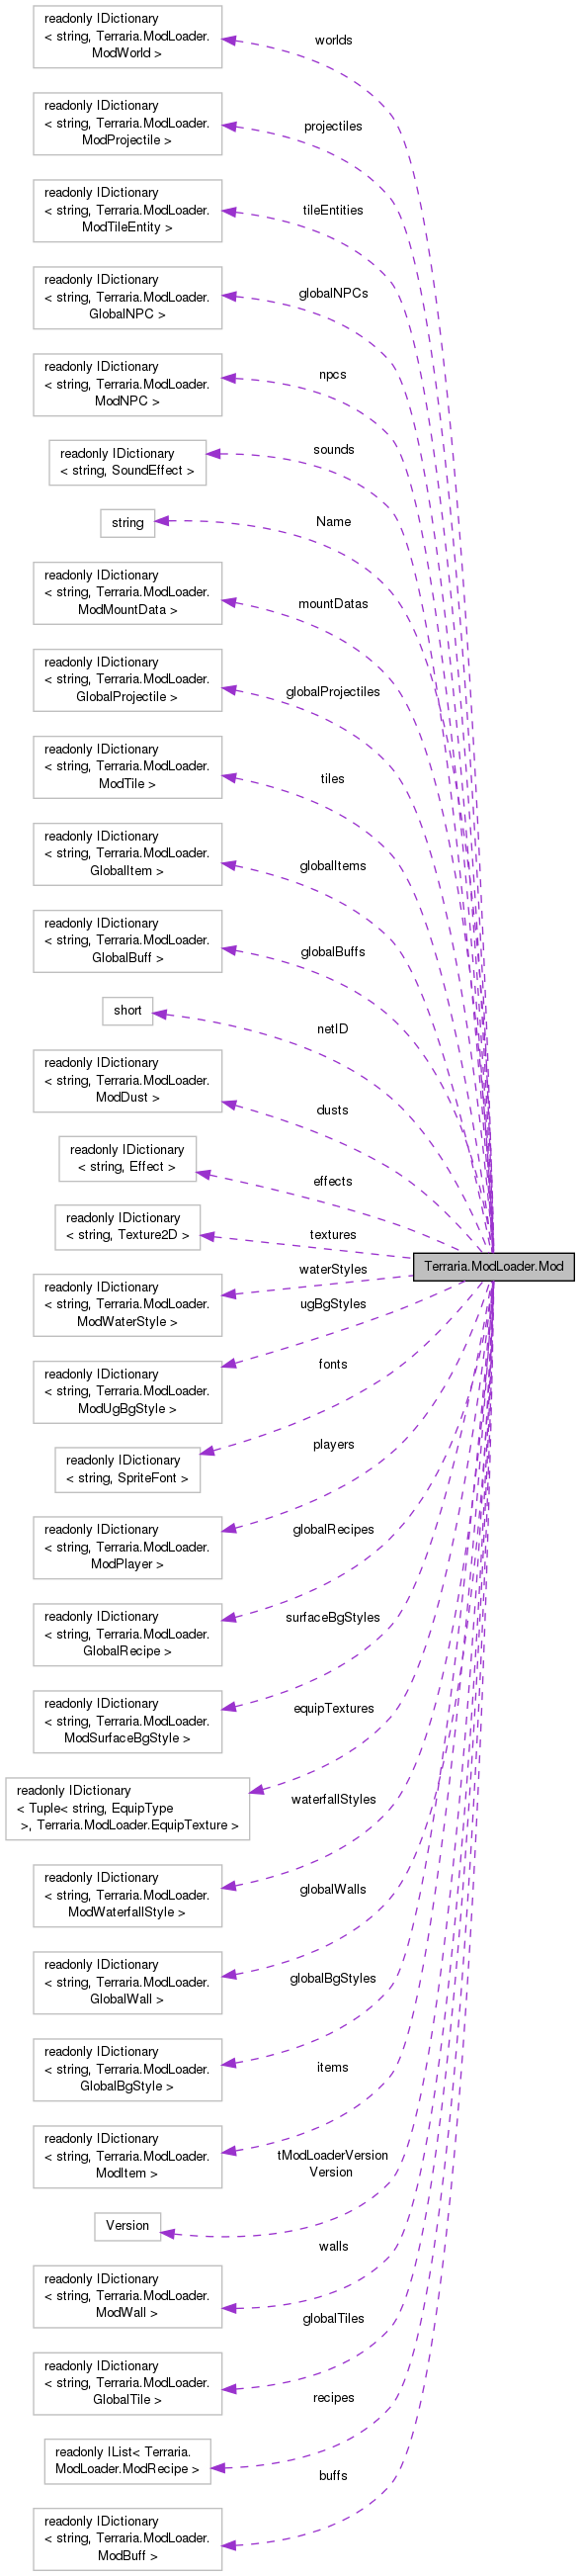 readonly IDictionary
< string, Terraria.ModLoader.
ModWorld >
worlds
readonly IDictionary
< string, Terraria.ModLoader.
ModProjectile >
projectiles
readonly IDictionary
< string, Terraria.ModLoader.
ModTileEntity >
tileEntities
readonly IDictionary
< string, Terraria.ModLoader.
GlobalNPC >
globalNPCs
readonly IDictionary
< string, Terraria.ModLoader.
ModNPC >
npcs
readonly IDictionary
< string, SoundEffect >
sounds
string
Name
readonly IDictionary
< string, Terraria.ModLoader.
ModMountData >
mountDatas
readonly IDictionary
< string, Terraria.ModLoader.
GlobalProjectile >
globalProjectiles
readonly IDictionary
< string, Terraria.ModLoader.
ModTile >
tiles
readonly IDictionary
< string, Terraria.ModLoader.
GlobalItem >
globalItems
readonly IDictionary
< string, Terraria.ModLoader.
GlobalBuff >
globalBuffs
short
netID
readonly IDictionary
< string, Terraria.ModLoader.
ModDust >
dusts
readonly IDictionary
< string, Effect >
effects
readonly IDictionary
< string, Texture2D >
textures
Terraria.ModLoader.Mod
readonly IDictionary
< string, Terraria.ModLoader.
ModWaterStyle >
waterStyles
readonly IDictionary
< string, Terraria.ModLoader.
ModUgBgStyle >
ugBgStyles
readonly IDictionary
< string, SpriteFont >
fonts
readonly IDictionary
< string, Terraria.ModLoader.
ModPlayer >
players
readonly IDictionary
< string, Terraria.ModLoader.
GlobalRecipe >
globalRecipes
readonly IDictionary
< string, Terraria.ModLoader.
ModSurfaceBgStyle >
surfaceBgStyles
readonly IDictionary
< Tuple< string, EquipType
>, Terraria.ModLoader.EquipTexture >
equipTextures
readonly IDictionary
< string, Terraria.ModLoader.
ModWaterfallStyle >
waterfallStyles
readonly IDictionary
< string, Terraria.ModLoader.
GlobalWall >
globalWalls
readonly IDictionary
< string, Terraria.ModLoader.
GlobalBgStyle >
globalBgStyles
readonly IDictionary
< string, Terraria.ModLoader.
ModItem >
items
Version
tModLoaderVersion
Version
readonly IDictionary
< string, Terraria.ModLoader.
ModWall >
walls
readonly IDictionary
< string, Terraria.ModLoader.
GlobalTile >
globalTiles
readonly IList< Terraria.
ModLoader.ModRecipe >
recipes
readonly IDictionary
< string, Terraria.ModLoader.
ModBuff >
buffs